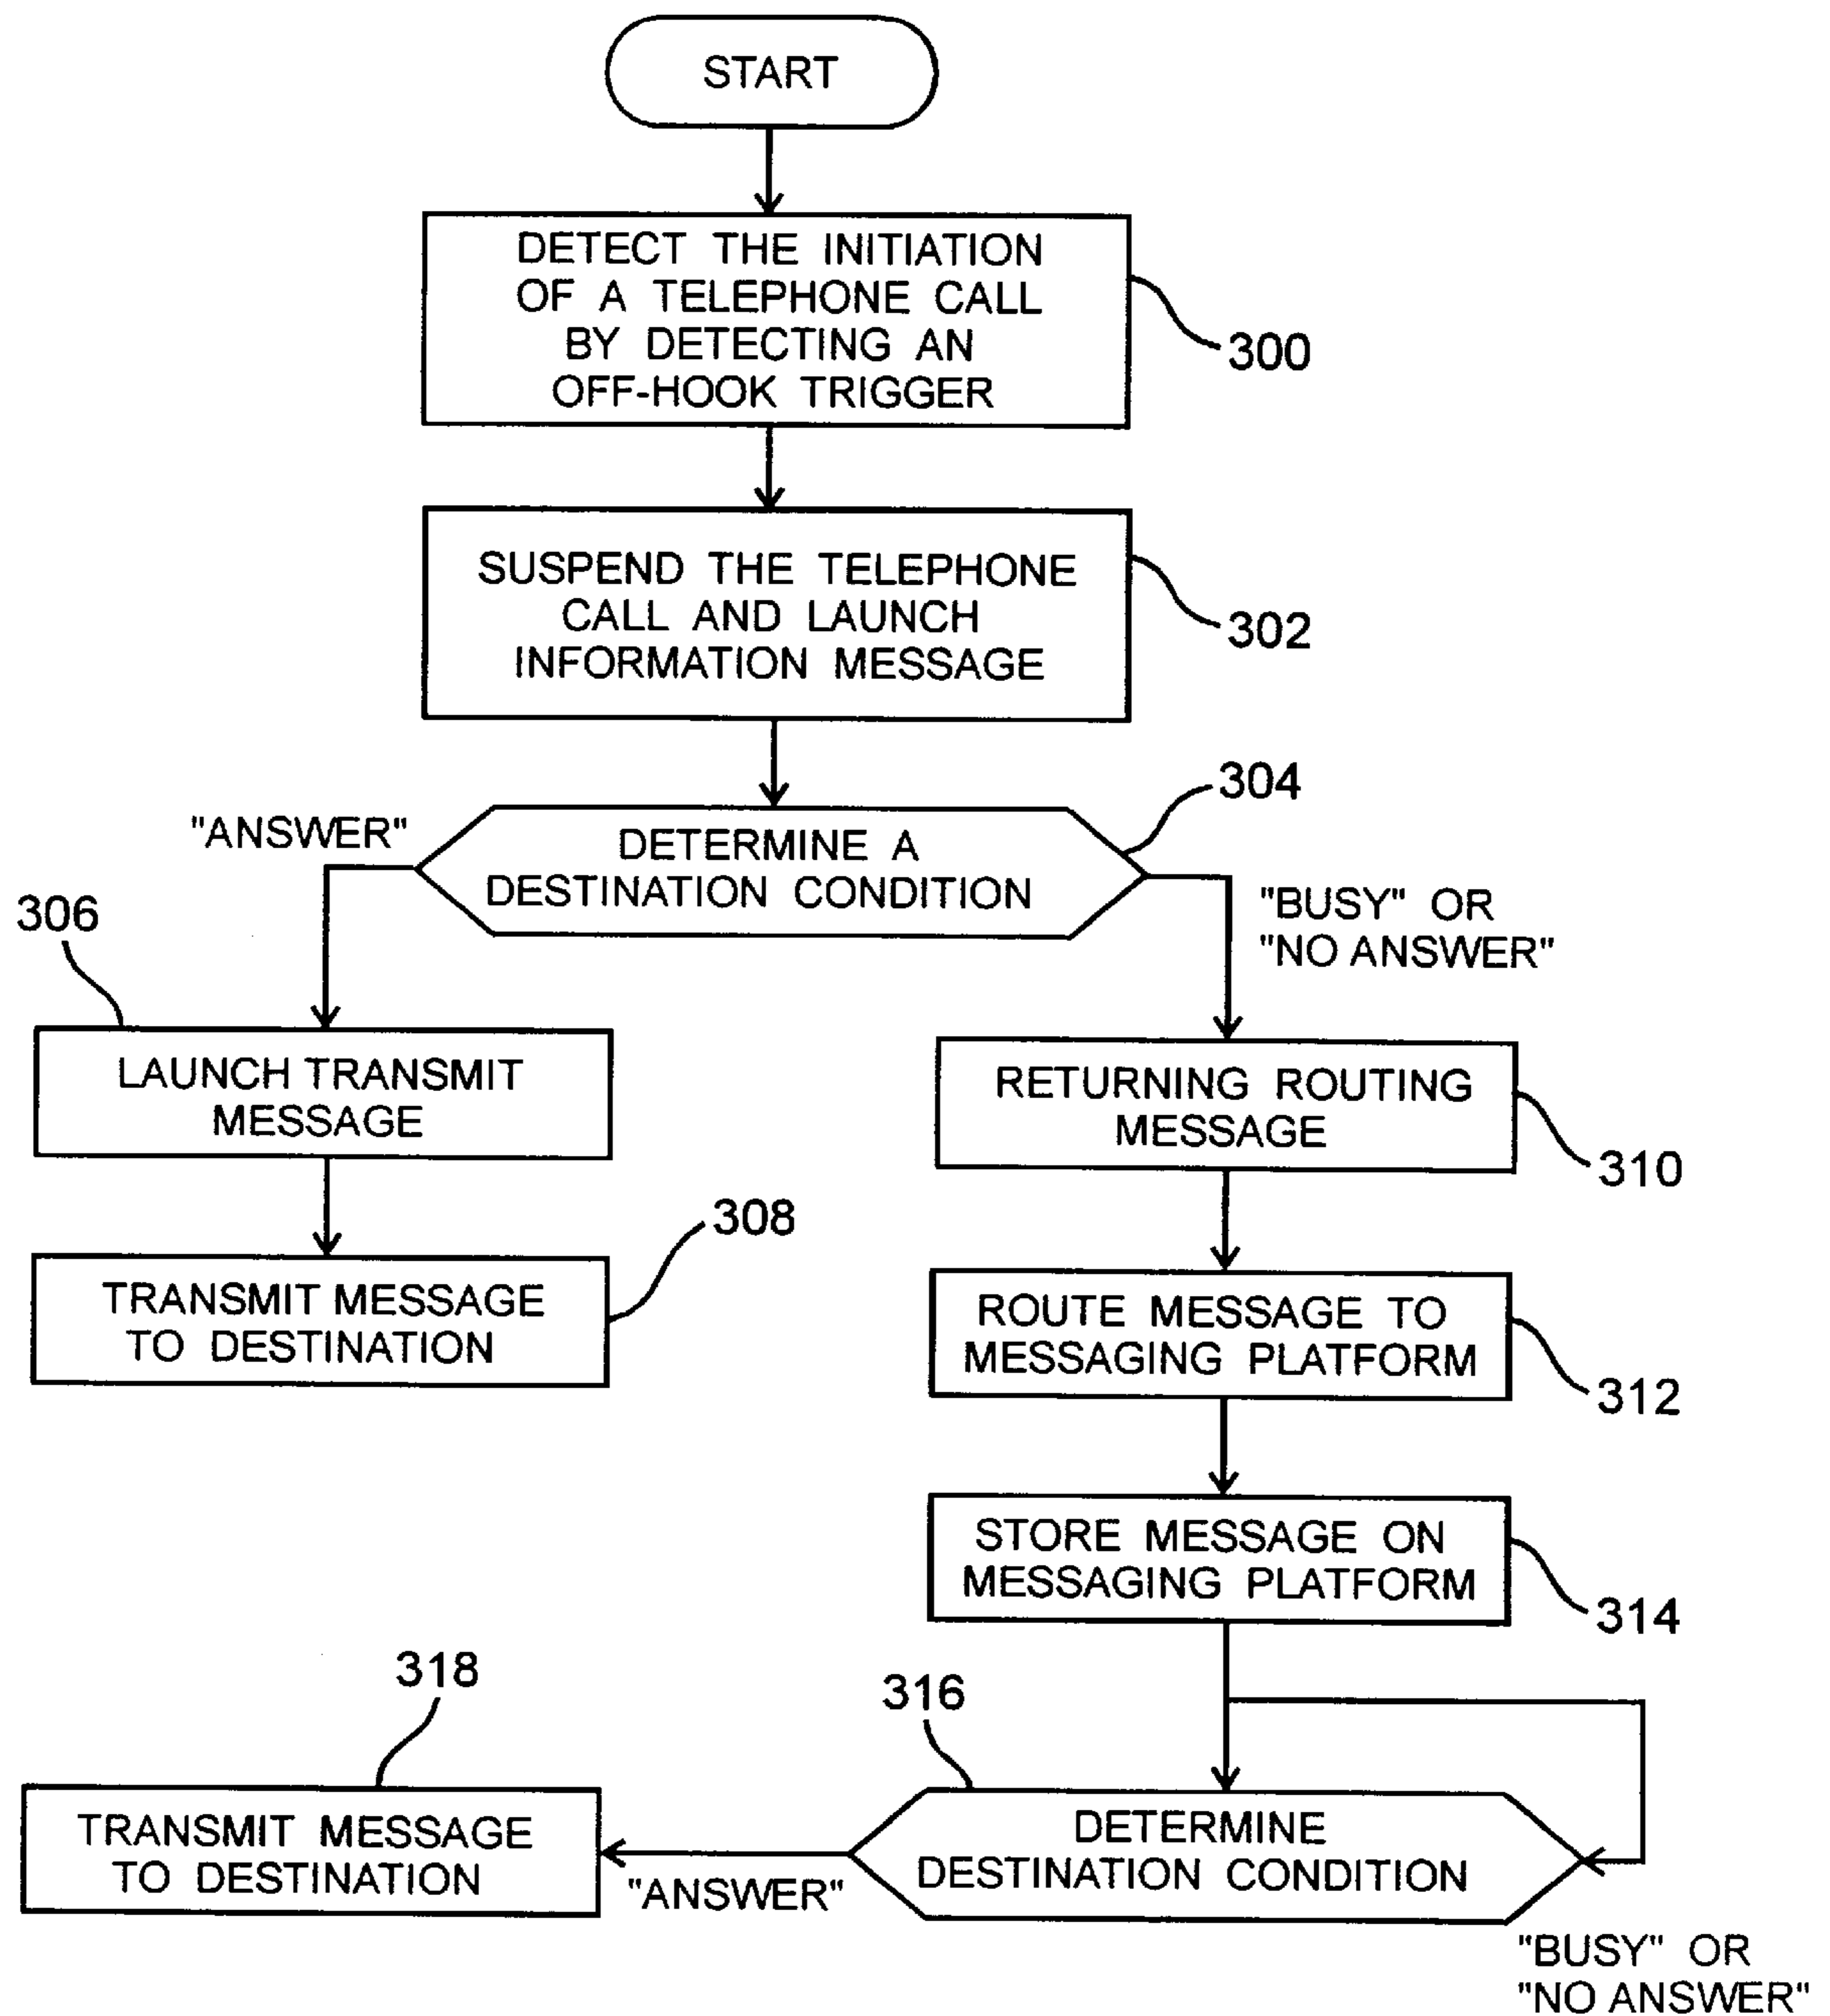 START
DETECT THE INITIATION
OF A TELEPHONE CALL
BY DETECTING AN
OFF-HOOK TRIGGER
300
SUSPEND THE TELEPHONE
CALL AND LAUNCH
INFORMATION MESSAGE
302
304
"ANSWER"
DETERMINE A
DESTINATION CONDITION
"BUSY" OR
"NO ANSWER"
306
LAUNCH TRANSMIT
MESSAGE
RETURNING ROUTING
MESSAGE
310
308
TRANSMIT MESSAGE
TO DESTINATION
ROUTE MESSAGE TO
MESSAGING PLATFORM
312
STORE MESSAGE ON
MESSAGING PLATFORM
314
318
316
TRANSMIT MESSAGE
TO DESTINATION
"ANSWER"
DETERMINE
DESTINATION CONDITION
"BUSY" OR
"NO ANSWER"